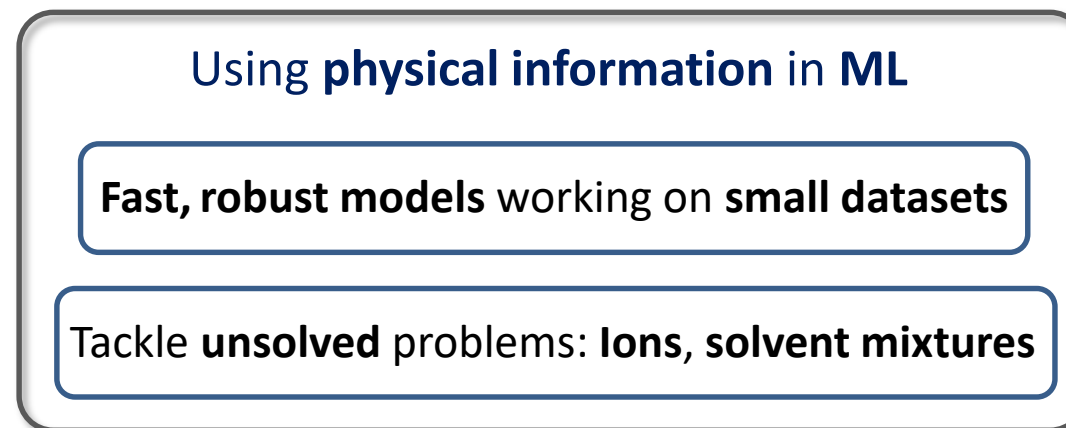 Using physical information in ML
Fast, robust models working on small datasets
Tackle unsolved problems: Ions, solvent mixtures